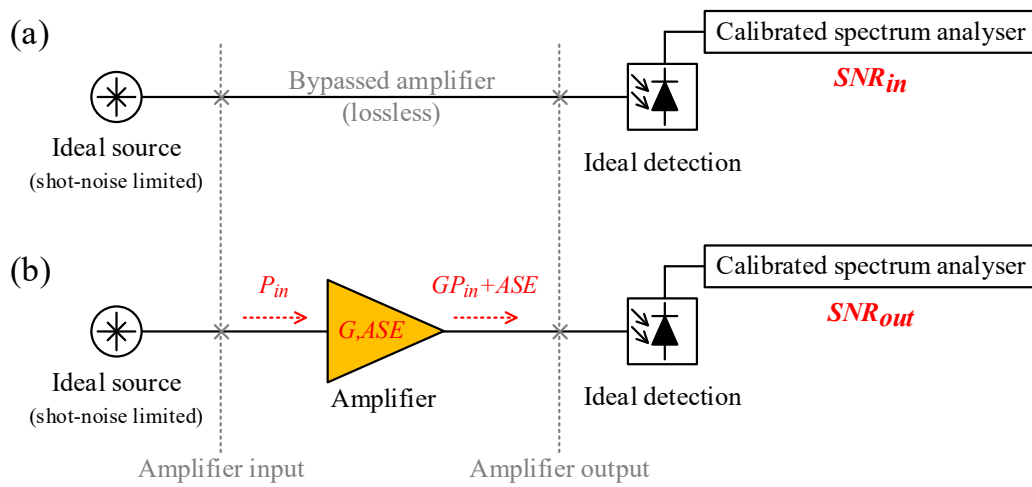 (a)
Calibrated spectrum analyser
SNRin
Bypassed amplifier
(lossless)
Ideal source
(shot-noise limited)
Ideal detection
(b)
Calibrated spectrum analyser
SNRout
Pin
GPin+ASE
G,ASE
Ideal source
(shot-noise limited)
Amplifier
Ideal detection
Amplifier input
Amplifier output